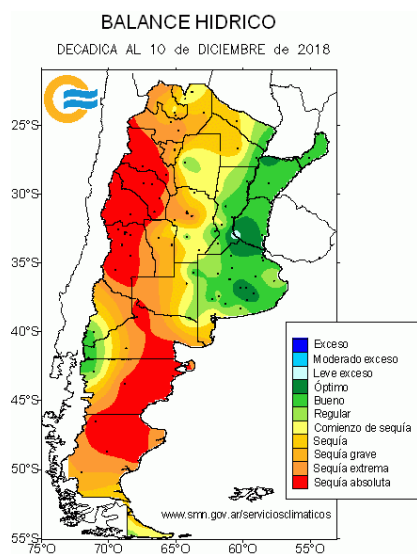 BALANCE HIDRICO
DECADICA AL 10 de DICIEMBRE de 2018
25°S
30°S
35°S
40°S
45°S
50°S
55°S
75°O
70°O
65°O
60°O
55°O
Exceso
Moderado exceso
Leve exceso
Óptimo
Bueno
Regular
Comienzo de sequía
Sequía
Sequía grave
Sequía extrema
Sequía absoluta
www.smn.gov.ar/serviciosclimaticos